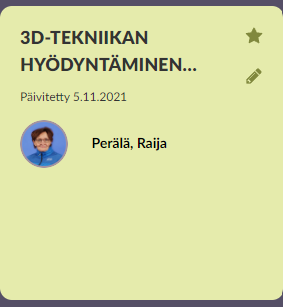 3D-TEKNIIKAN
HYÖDYNTÄMINEN...
Päivitetty 5.11.2021
Perälä, Raija